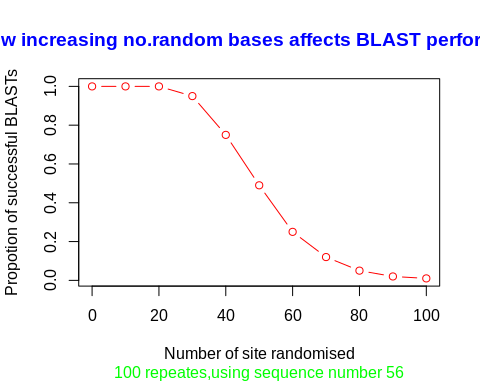 w increasing no.random bases affects BLAST perfor
Propotion of successful BLASTs
1.0
0.8
0.6
0.4
0.2
0.0
0 20 40 60 80 100
Number of site randomised
100 repeates,using sequence number 56